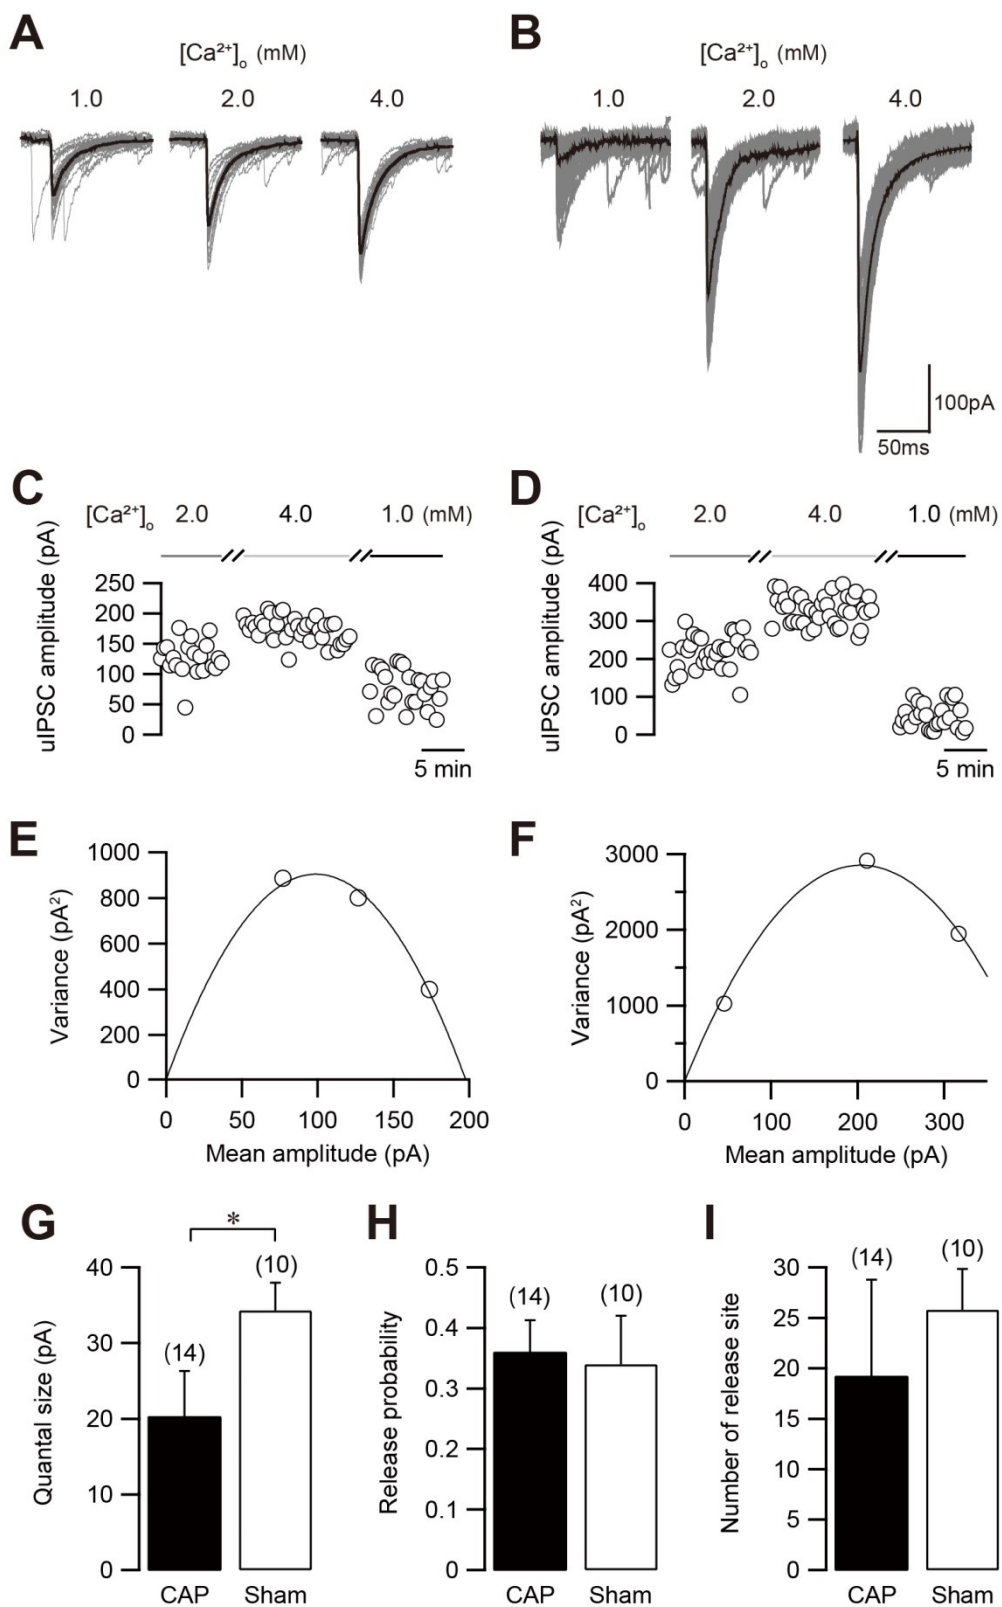 A
B
[Ca²⁺]ₒ (mM)
[Ca²⁺]ₒ (mM)
1.0 2.0 4.0
1.0 2.0 4.0
100pA
50ms
C
D
[Ca²⁺]ₒ 2.0 4.0 1.0 (mM)
[Ca²⁺]ₒ 2.0 4.0 1.0 (mM)
uIPSC amplitude (pA)
250
200
150
100
50
0
5 min
uIPSC amplitude (pA)
400
300
200
100
0
5 min
E
Variance (pA²)
1000
800
600
400
200
0
0 50 100 150 200
Mean amplitude (pA)
F
Variance (pA²)
3000
2000
1000
0
0 100 200 300
Mean amplitude (pA)
G
*
Quantal size (pA)
40
30
20
10
0
(14)
(10)
CAP Sham
H
Release probability
0.5
0.4
0.3
0.2
0.1
0
(14)
(10)
CAP Sham
I
Number of release site
30
25
20
15
10
5
0
(14)
(10)
CAP Sham